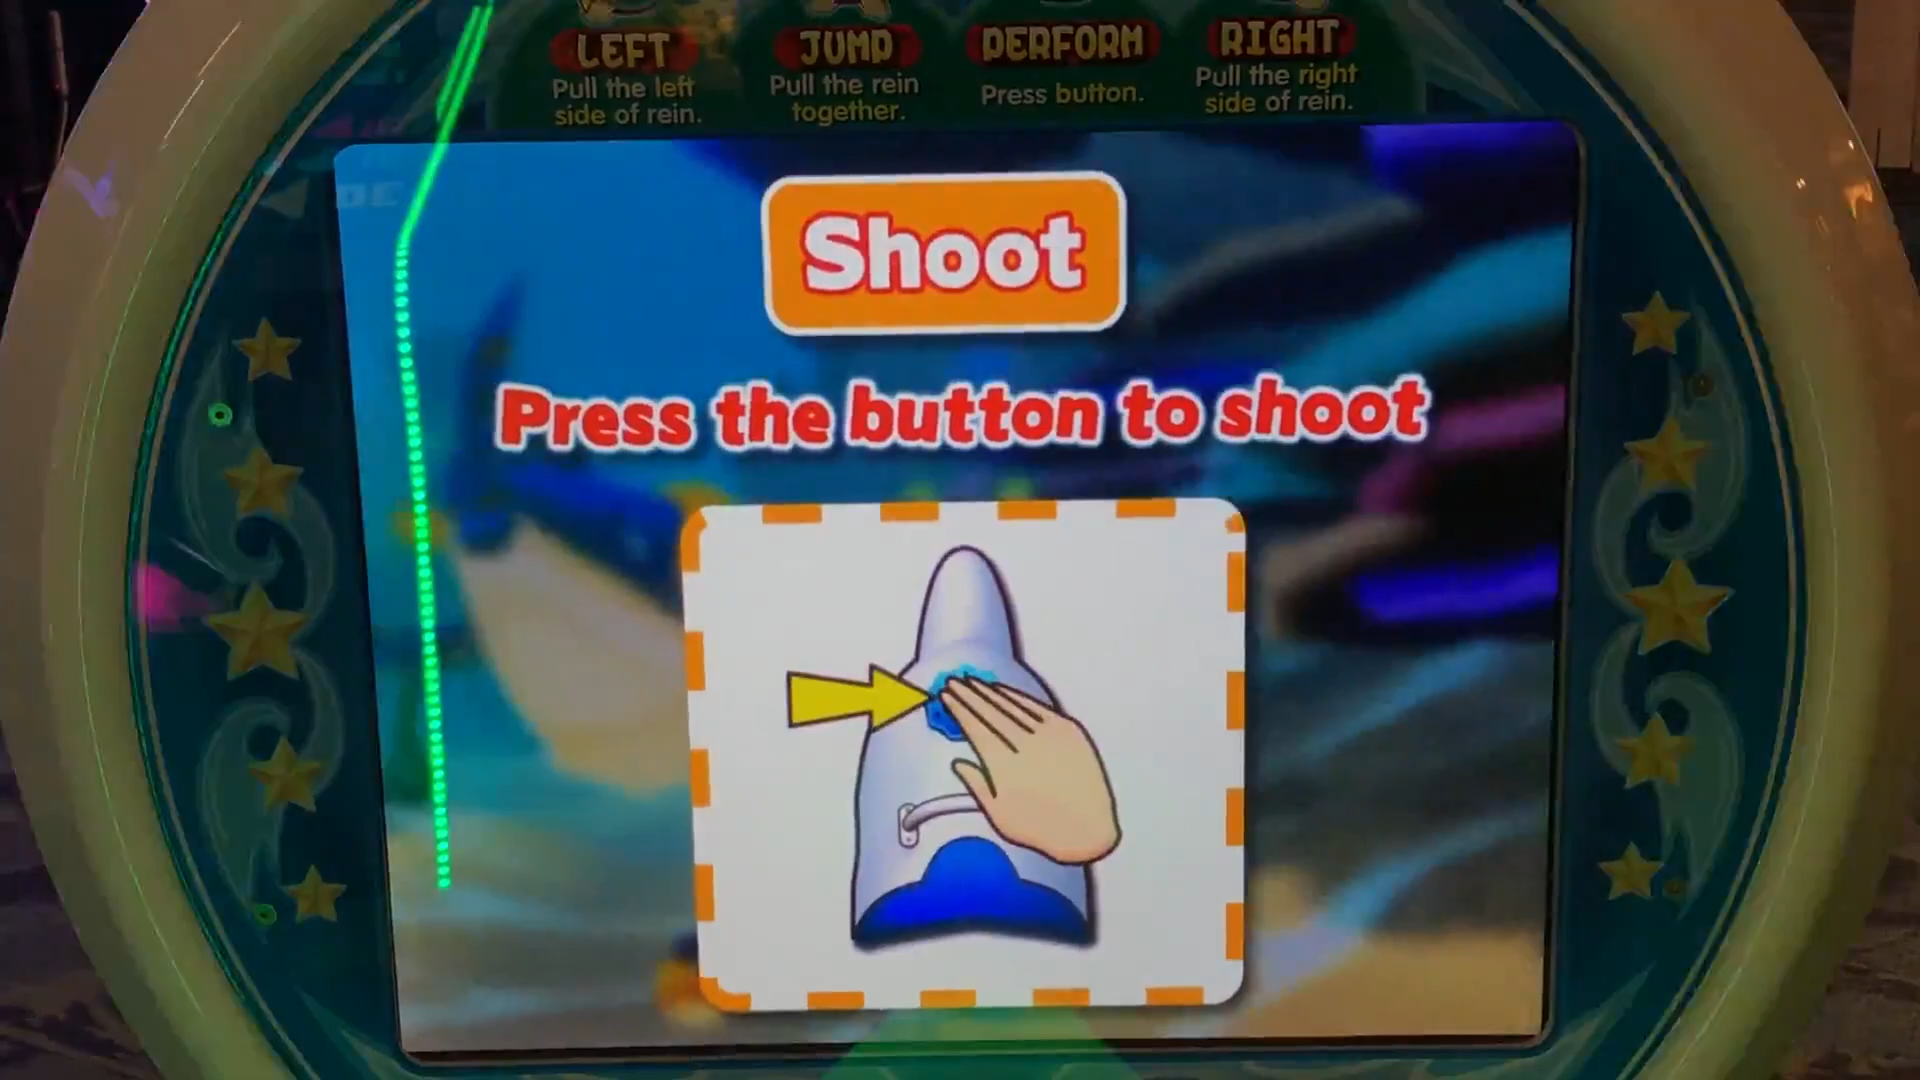 LEFT
Pull the left
side of rein.
JUMP
Pull the rein
together.
PERFORM
Press button.
RIGHT
Pull the right
side of rein.
Shoot
Press the button to shoot